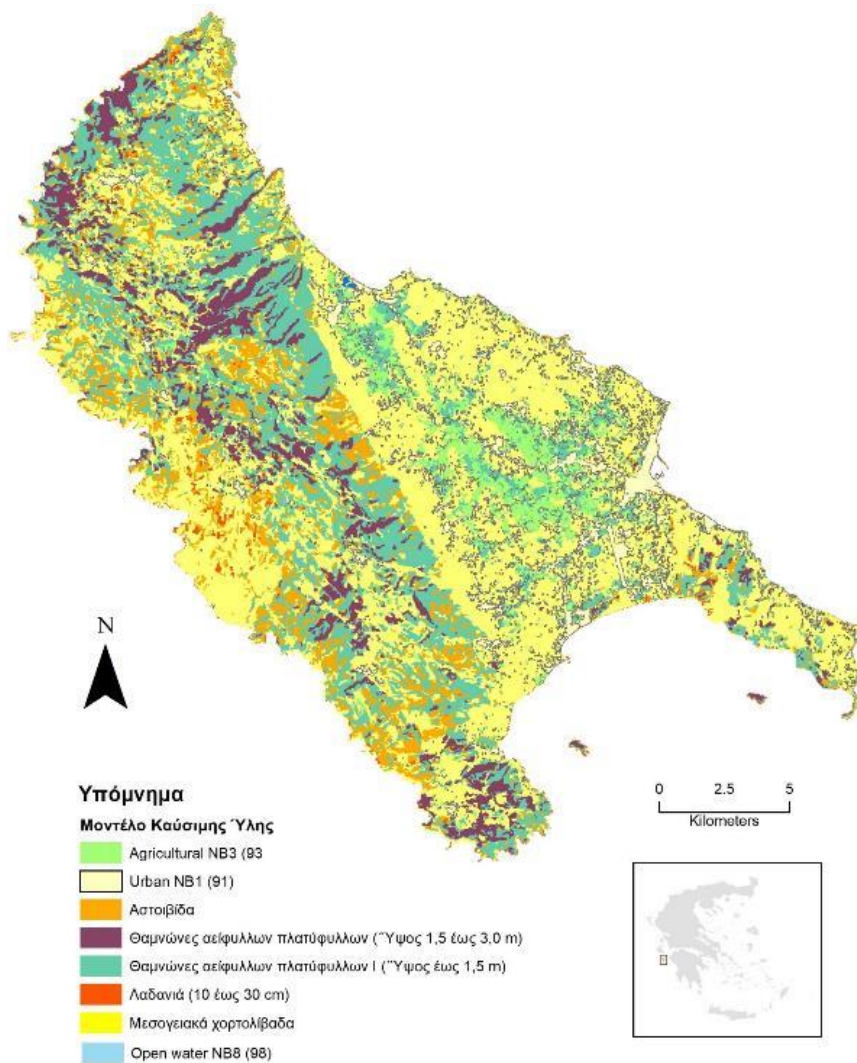 N
0 2.5 5
Kilometers
Υπόμνημα
Μοντέλο Καύσιμης Ύλης
Agricultural NB3 (93
Urban NB1 (91)
Αστοιβίδα
Θαμνώνες αείφυλλων πλατύφυλλων (Ύψος 1,5 έως 3,0 m)
Θαμνώνες αείφυλλων πλατύφυλλων Ι (Ύψος έως 1,5 m)
Λαδανιά (10 έως 30 cm)
Μεσογειακά χορτολίβαδα
Open water NB8 (98)